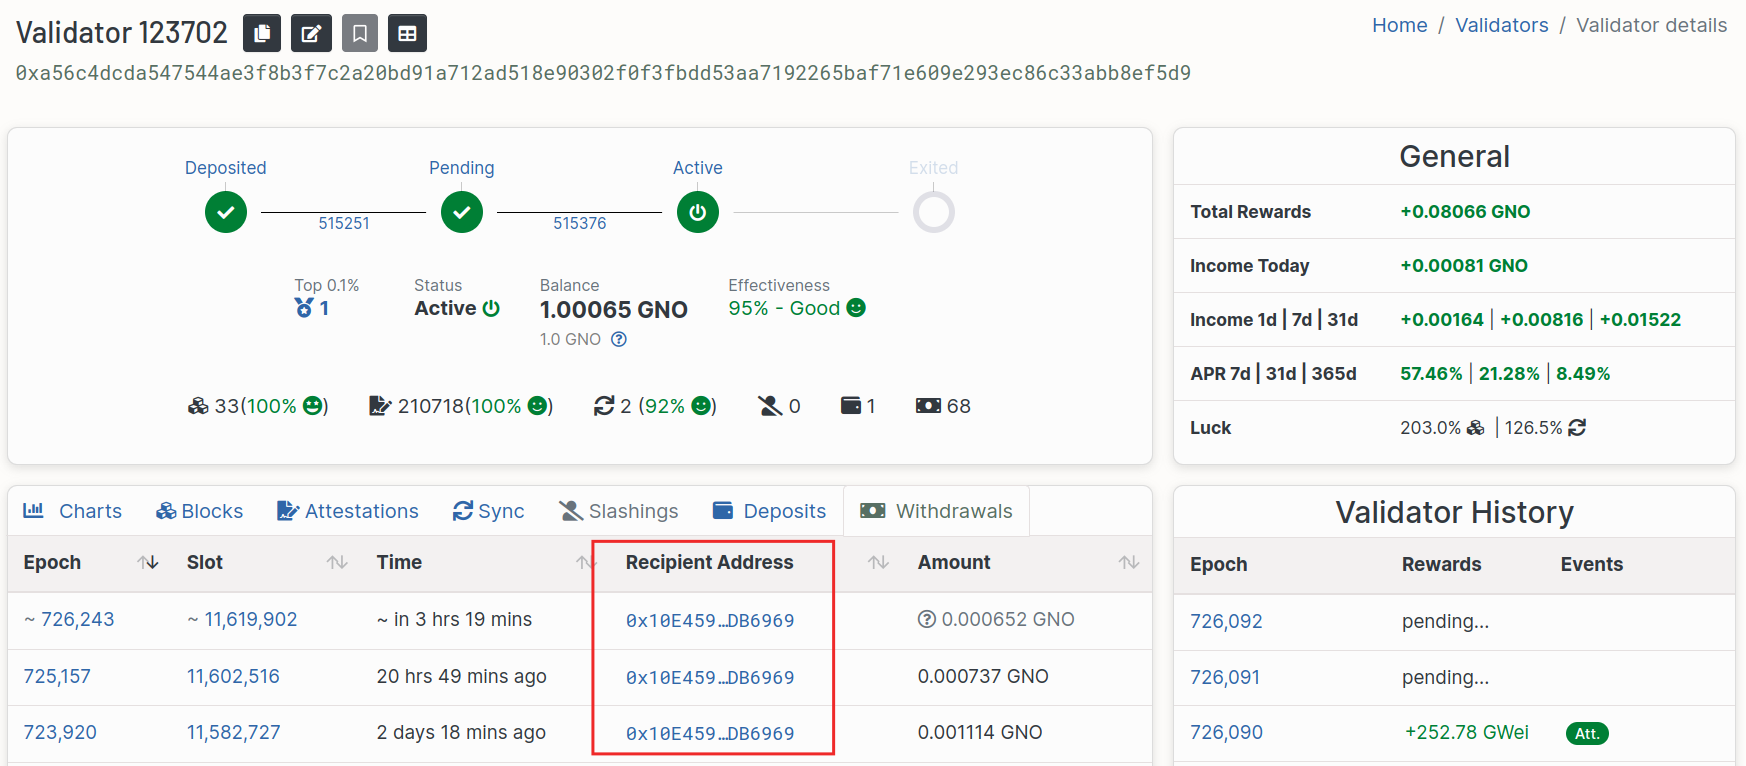 Validator 123702
Home / Validators / Validator details
0xa56c4dcda547544ae3f8b3f7c2a20bd91a712ad518e90302f0f3fbdd53aa7192265baf71e609e293ec86c33abb8ef5d9
Deposited Pending Active Exited
515251 515376
Top 0.1% Status Balance Effectiveness
1 Active 1.00065 GNO 95% - Good
1.0 GNO
33(100%) 210718(100%) 2 (92%) 0 1 68
General
Total Rewards +0.08066 GNO
Income Today +0.00081 GNO
Income 1d | 7d | 31d +0.00164 | +0.00816 | +0.01522
APR 7d | 31d | 365d 57.46% | 21.28% | 8.49%
Luck 203.0% | 126.5%
Charts Blocks Attestations Sync Slashings Deposits Withdrawals
Epoch Slot Time Recipient Address Amount
~ 726,243 ~ 11,619,902 ~ in 3 hrs 19 mins 0x10E459…DB6969 0.000652 GNO
725,157 11,602,516 20 hrs 49 mins ago 0x10E459…DB6969 0.000737 GNO
723,920 11,582,727 2 days 18 mins ago 0x10E459…DB6969 0.001114 GNO
Validator History
Epoch Rewards Events
726,092 pending...
726,091 pending...
726,090 +252.78 GWei Att.